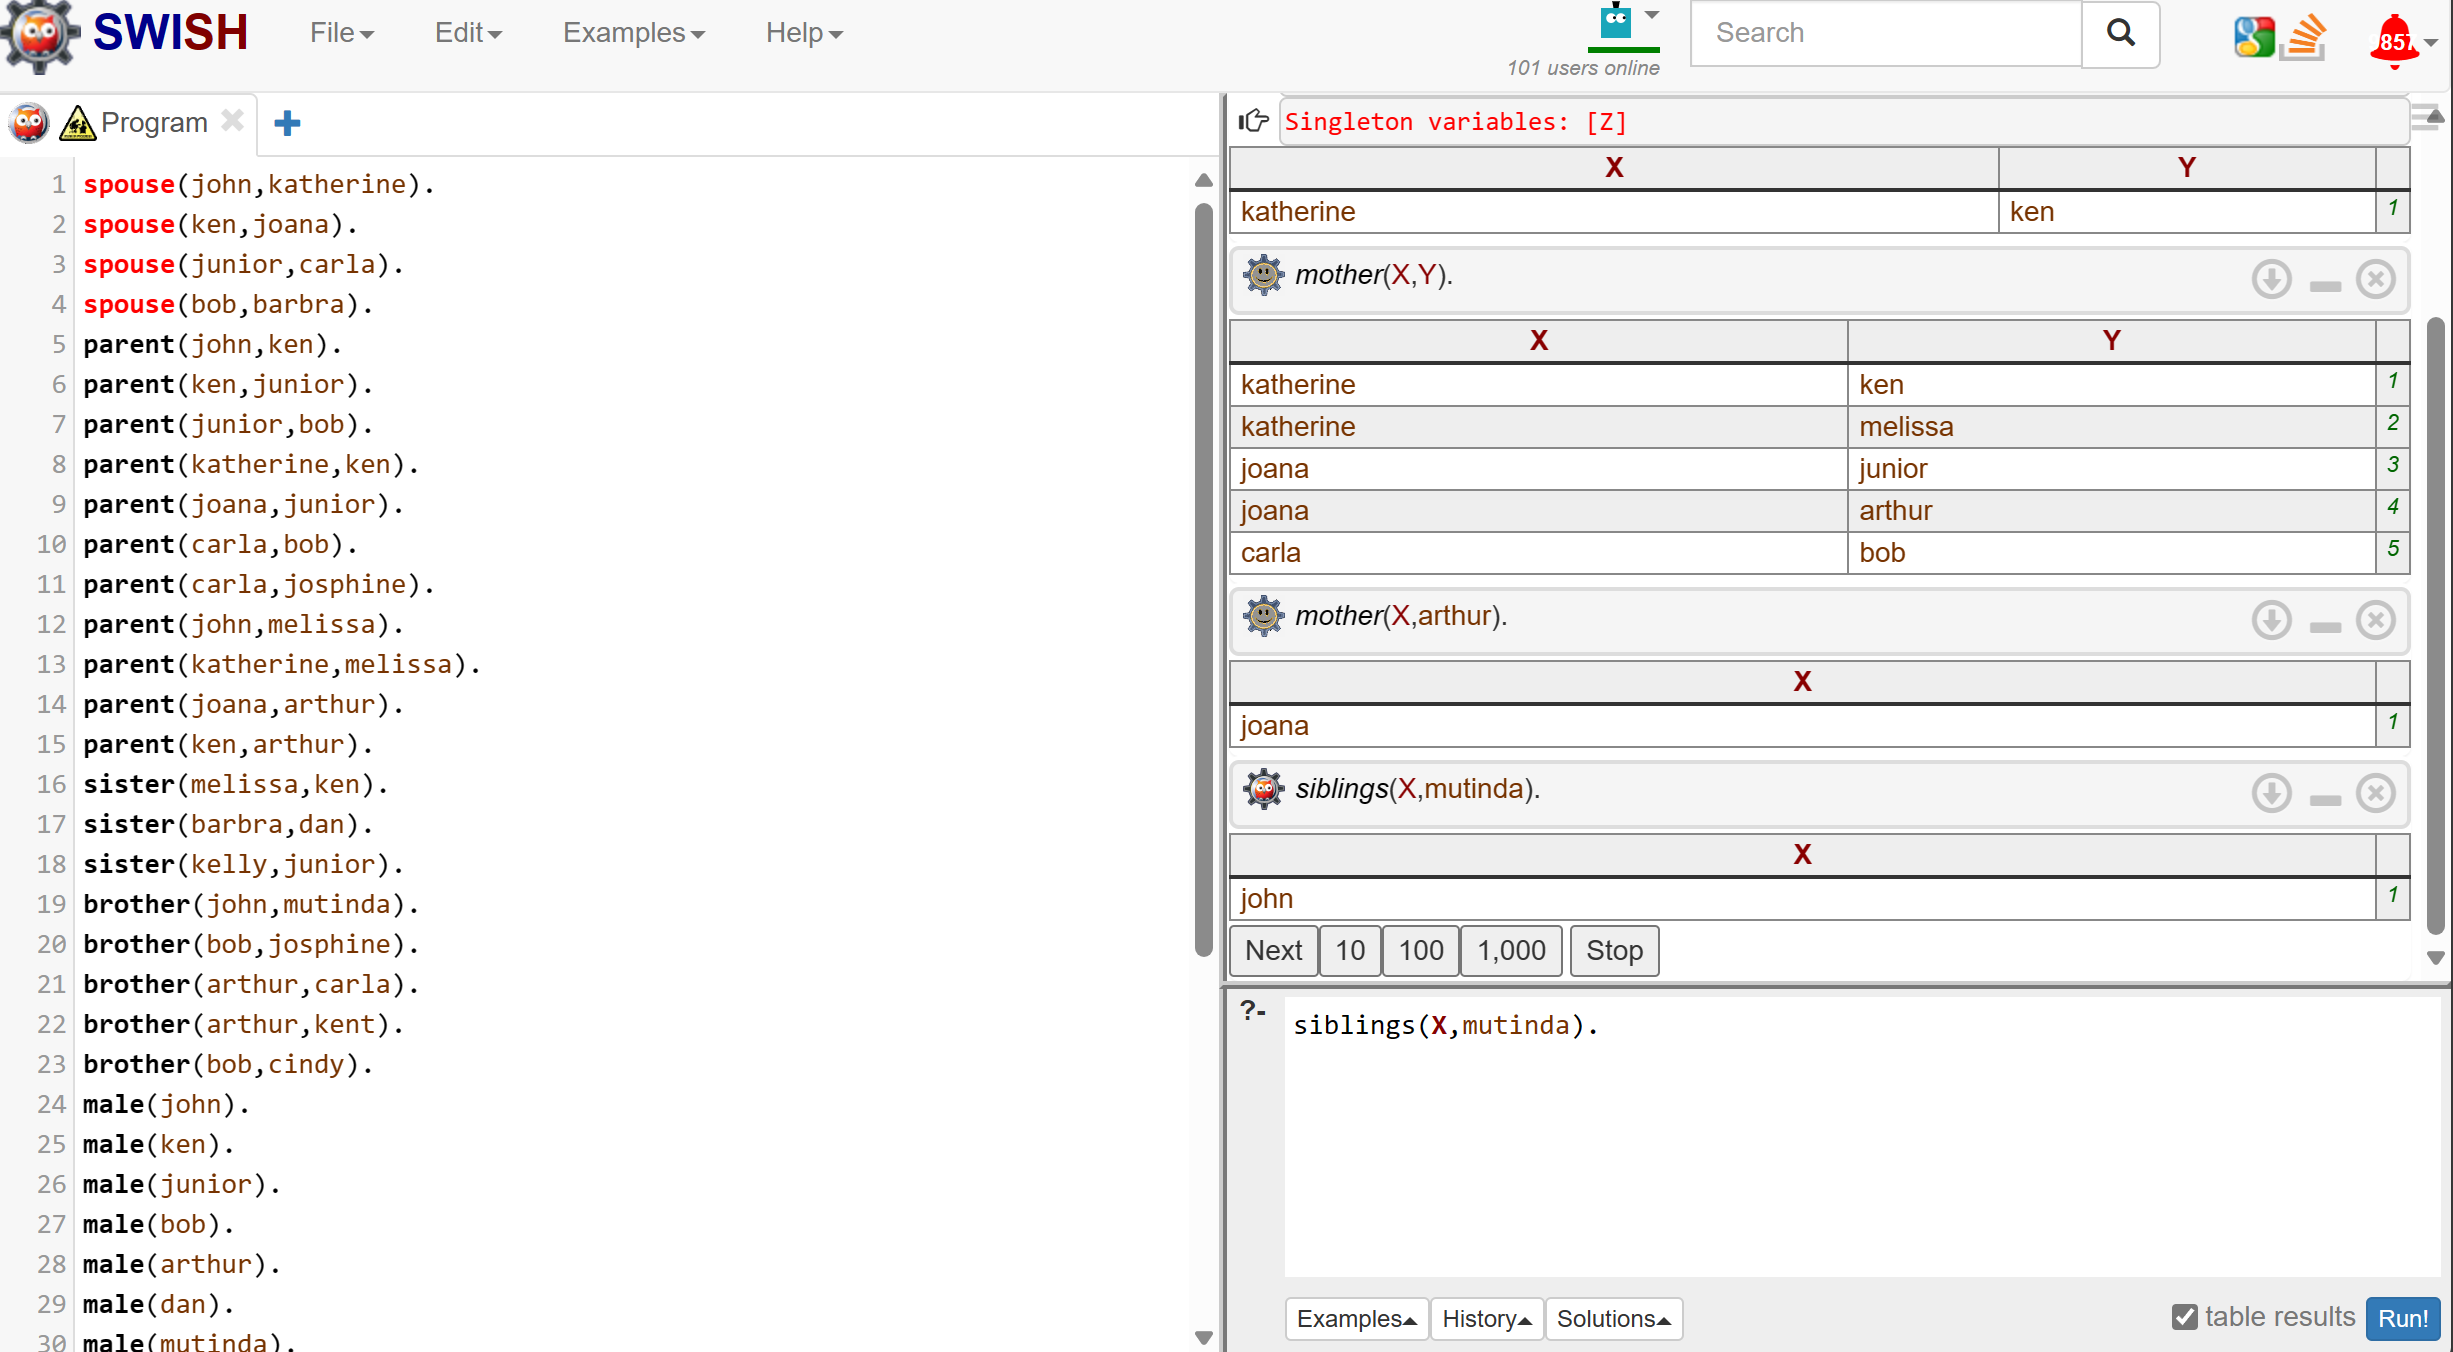 SWISH File Edit Examples Help
101 users online
Search
857
Program
1 spouse(john,katherine).
2 spouse(ken,joana).
3 spouse(junior,carla).
4 spouse(bob,barbra).
5 parent(john,ken).
6 parent(ken,junior).
7 parent(junior,bob).
8 parent(katherine,ken).
9 parent(joana,junior).
10 parent(carla,bob).
11 parent(carla,josphine).
12 parent(john,melissa).
13 parent(katherine,melissa).
14 parent(joana,arthur).
15 parent(ken,arthur).
16 sister(melissa,ken).
17 sister(barbra,dan).
18 sister(kelly,junior).
19 brother(john,mutinda).
20 brother(bob,josphine).
21 brother(arthur,carla).
22 brother(arthur,kent).
23 brother(bob,cindy).
24 male(john).
25 male(ken).
26 male(junior).
27 male(bob).
28 male(arthur).
29 male(dan).
30 male(mutinda).
Singleton variables: [Z]
X Y
katherine ken 1
mother(X,Y).
X Y
katherine ken 1
katherine melissa 2
joana junior 3
joana arthur 4
carla bob 5
mother(X,arthur).
X
joana 1
siblings(X,mutinda).
X
john 1
Next 10 100 1,000 Stop
?- siblings(X,mutinda).
Examples History Solutions table results Run!